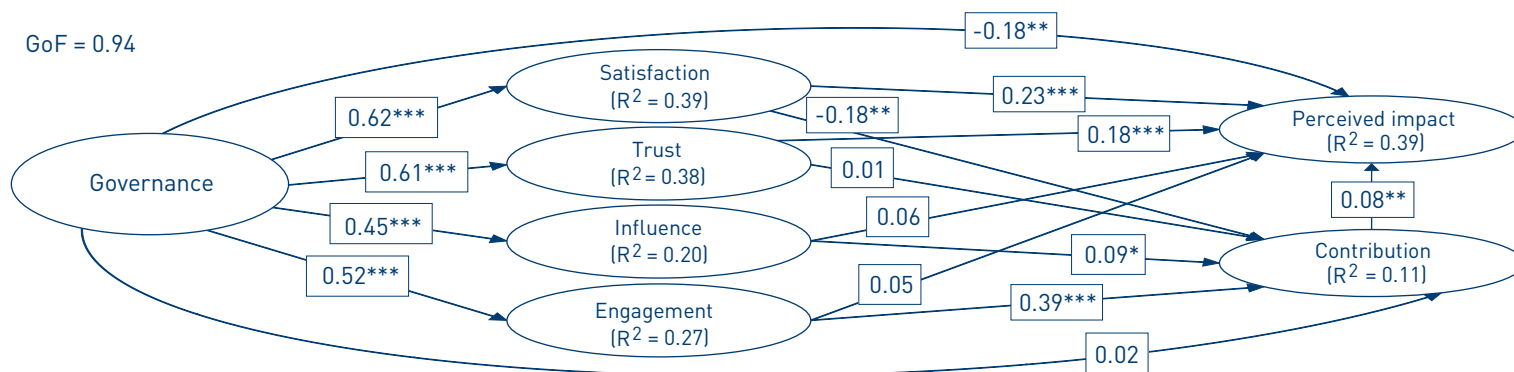 GoF = 0.94
-0.18**
Satisfaction
(R² = 0.39)
0.62***
0.23***
-0.18**
Perceived impact
(R² = 0.39)
0.18***
Trust
(R² = 0.38)
Governance
0.61***
0.01
0.08**
0.45***
Influence
(R² = 0.20)
0.06
0.09*
Contribution
(R² = 0.11)
0.52***
Engagement
(R² = 0.27)
0.05
0.39***
0.02